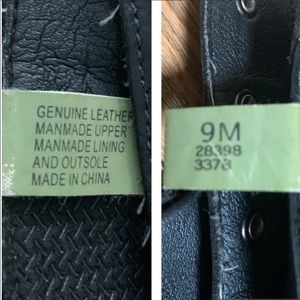 GENUINE LEATHER
MANMADE UPPER
MANMADE LINING
AND OUTSOLE
MADE IN CHINA
9M
28398
3373